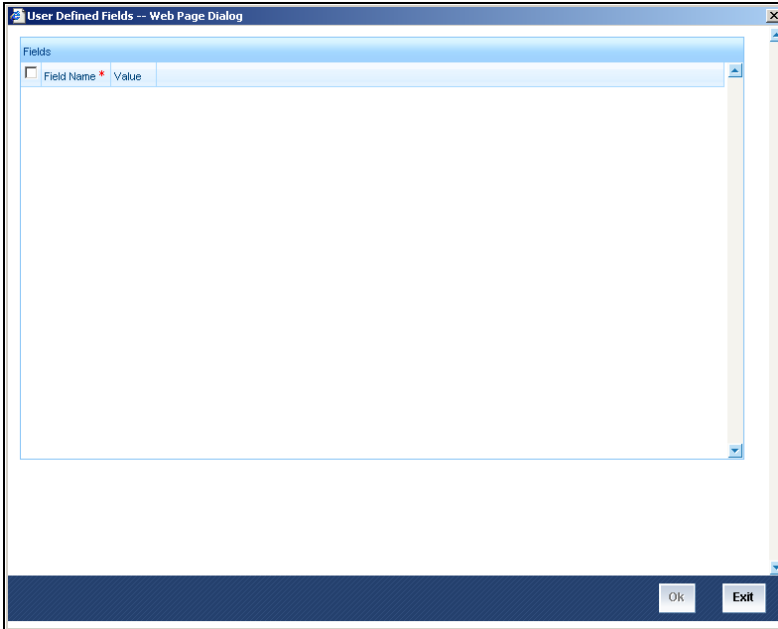 User Defined Fields -- Web Page Dialog
Fields
Field Name * Value
Ok Exit